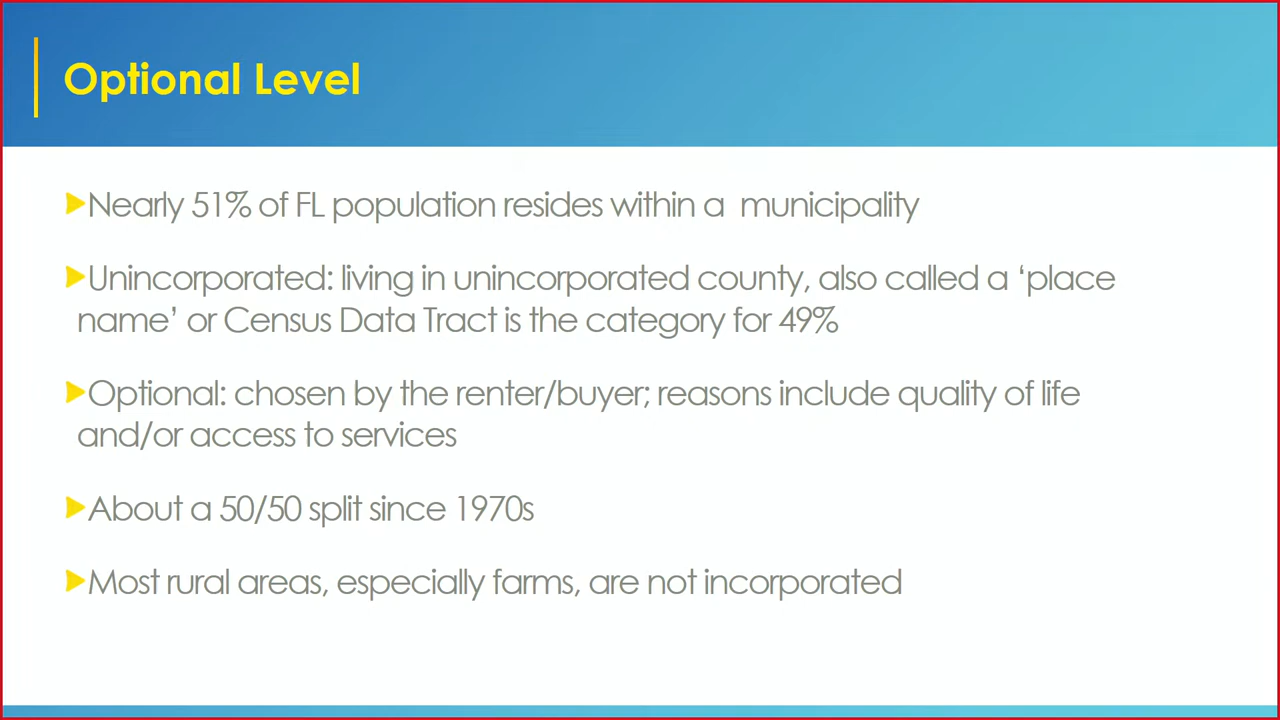 Optional Level
Nearly 51% of FL population resides within a  municipality
Unincorporated: living in unincorporated county, also called a ‘place
name’ or Census Data Tract is the category for 49%
Optional: chosen by the renter/buyer; reasons include quality of life
and/or access to services
About a 50/50 split since 1970s
Most rural areas, especially farms, are not incorporated